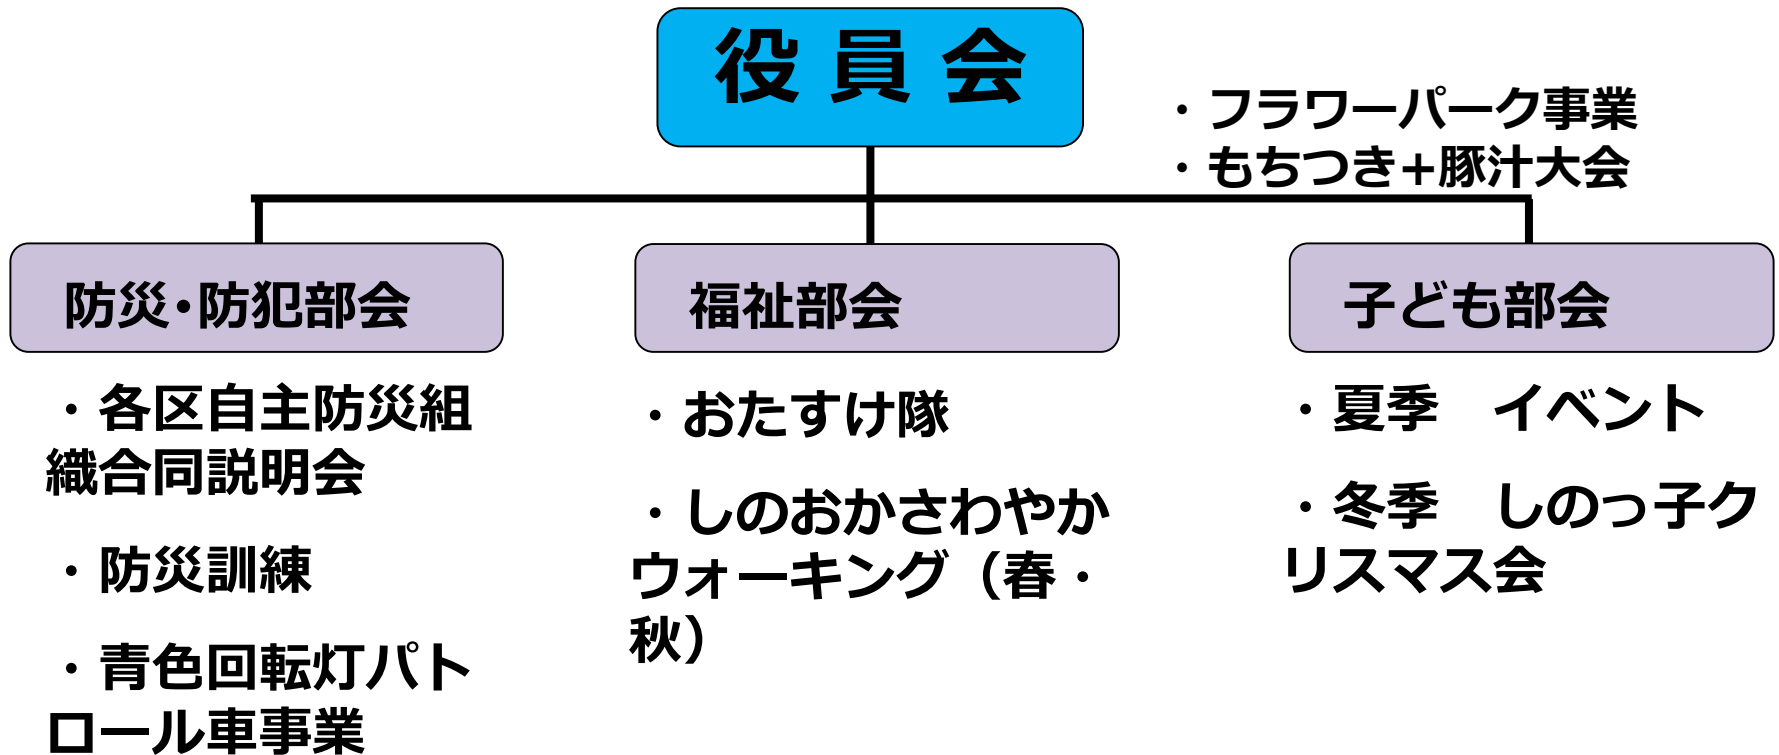 役員会
・フラワーパーク事業
・もちつき+豚汁大会
防災・防犯部会
・各区自主防災組
織合同説明会
・防災訓練
・青色回転灯パト
ロール車事業
福祉部会
・おたすけ隊
・しのおかさわやか
ウォーキング（春・
秋）
子ども部会
・夏季　イベント
・冬季　しのっ子ク
リスマス会